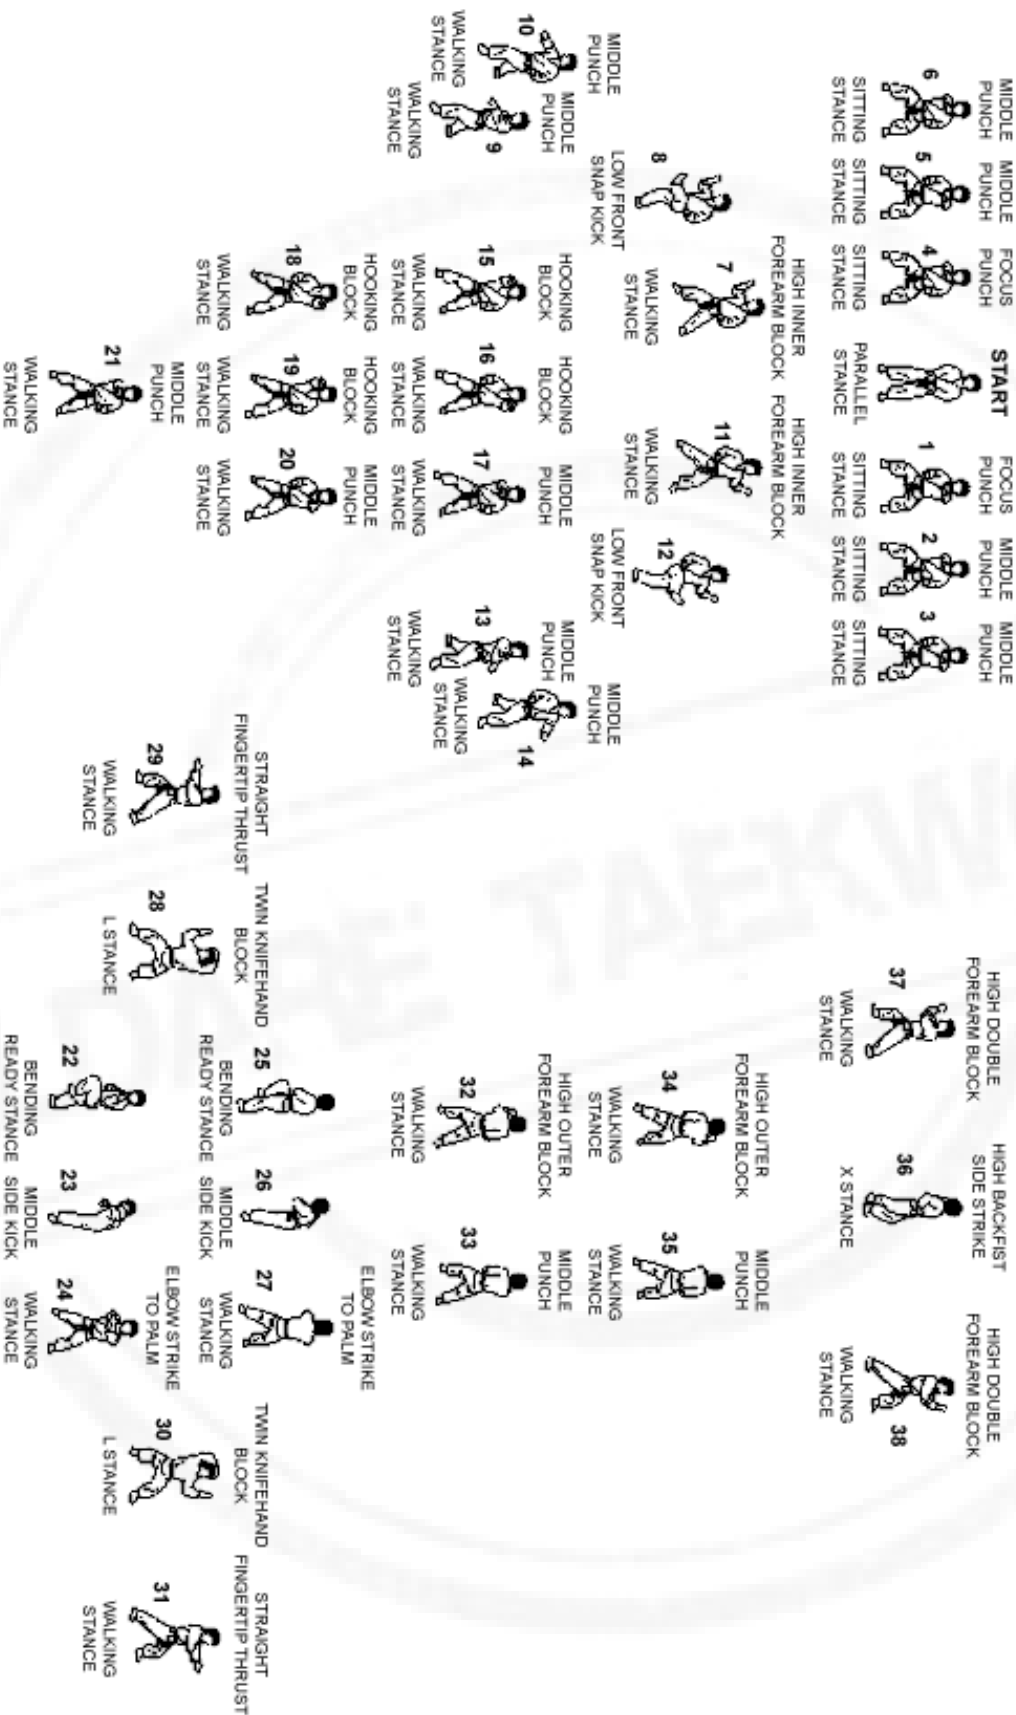 START
PARALLEL
STANCE
FOCUS
PUNCH
1
SITTING
STANCE
MIDDLE
PUNCH
2
SITTING
STANCE
MIDDLE
PUNCH
3
SITTING
STANCE
FOCUS
PUNCH
4
SITTING
STANCE
MIDDLE
PUNCH
5
SITTING
STANCE
MIDDLE
PUNCH
6
SITTING
STANCE
HIGH INNER
FOREARM BLOCK
7
WALKING
STANCE
8
LOW FRONT
SNAP KICK
MIDDLE
PUNCH
9
WALKING
STANCE
MIDDLE
PUNCH
10
WALKING
STANCE
HIGH INNER
FOREARM BLOCK
11
WALKING
STANCE
12
LOW FRONT
SNAP KICK
MIDDLE
PUNCH
13
WALKING
STANCE
MIDDLE
PUNCH
14
WALKING
STANCE
HOOKING
BLOCK
15
WALKING
STANCE
HOOKING
BLOCK
16
WALKING
STANCE
MIDDLE
PUNCH
17
WALKING
STANCE
HOOKING
BLOCK
18
WALKING
STANCE
HOOKING
BLOCK
19
WALKING
STANCE
MIDDLE
PUNCH
20
WALKING
STANCE
MIDDLE
PUNCH
21
WALKING
STANCE
22
BENDING
READY STANCE
23
MIDDLE
SIDE KICK
ELBOW STRIKE
TO PALM
24
WALKING
STANCE
25
BENDING
READY STANCE
26
MIDDLE
SIDE KICK
ELBOW STRIKE
TO PALM
27
WALKING
STANCE
TWIN KNIFEHAND
BLOCK
28
L STANCE
STRAIGHT
FINGERTIP THRUST
29
WALKING
STANCE
TWIN KNIFEHAND
BLOCK
30
L STANCE
STRAIGHT
FINGERTIP THRUST
31
WALKING
STANCE
HIGH OUTER
FOREARM BLOCK
32
WALKING
STANCE
MIDDLE
PUNCH
33
WALKING
STANCE
HIGH OUTER
FOREARM BLOCK
34
WALKING
STANCE
MIDDLE
PUNCH
35
WALKING
STANCE
HIGH BACKFIST
SIDE STRIKE
36
X STANCE
HIGH DOUBLE
FOREARM BLOCK
37
WALKING
STANCE
HIGH DOUBLE
FOREARM BLOCK
38
WALKING
STANCE